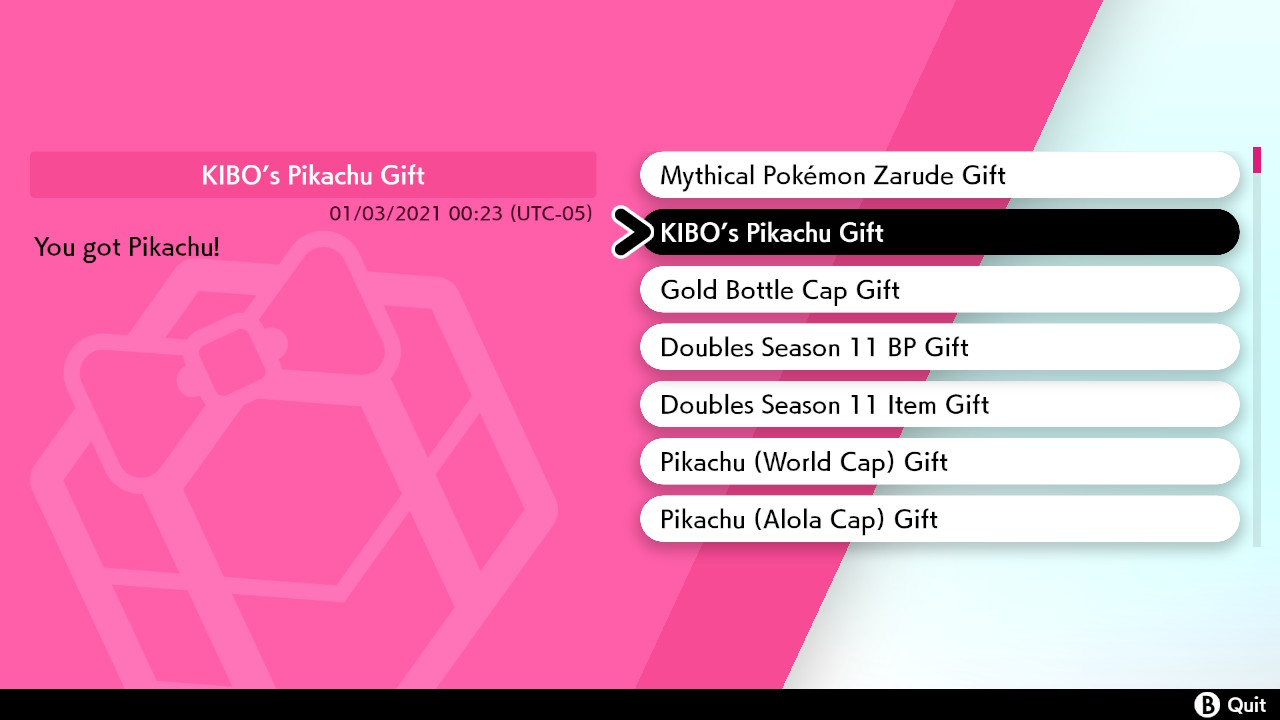 KIBO's Pikachu Gift
01/03/2021 00:23 (UTC-05)
You got Pikachu!
Mythical Pokémon Zarude Gift
KIBO's Pikachu Gift
Gold Bottle Cap Gift
Doubles Season 11 BP Gift
Doubles Season 11 Item Gift
Pikachu (World Cap) Gift
Pikachu (Alola Cap) Gift
B Quit